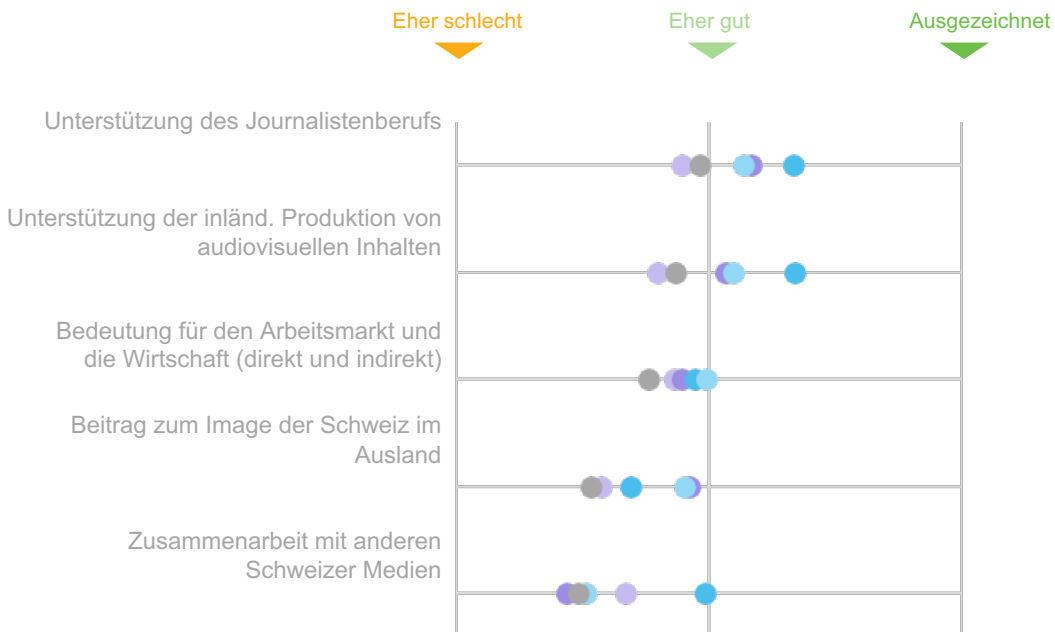 Eher schlecht
Eher gut
Ausgezeichnet
Unterstützung des Journalistenberufs
Unterstützung der inländ. Produktion von
audiovisuellen Inhalten
Bedeutung für den Arbeitsmarkt und
die Wirtschaft (direkt und indirekt)
Beitrag zum Image der Schweiz im
Ausland
Zusammenarbeit mit anderen
Schweizer Medien